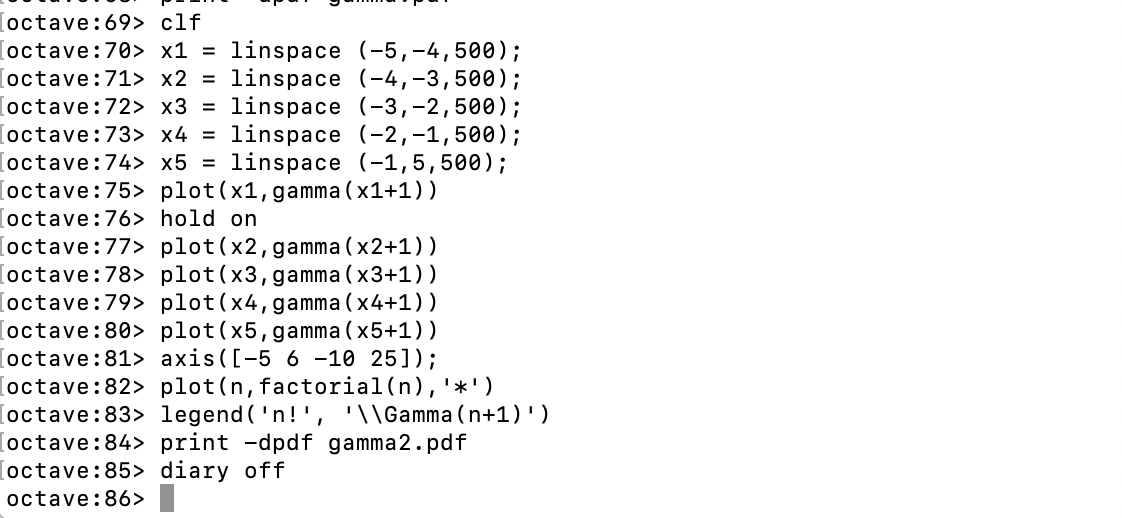 print -dpdf gamma.pdf
[octave:69> clf
[octave:70> x1 = linspace (-5,-4,500);
[octave:71> x2 = linspace (-4,-3,500);
[octave:72> x3 = linspace (-3,-2,500);
[octave:73> x4 = linspace (-2,-1,500);
[octave:74> x5 = linspace (-1,5,500);
[octave:75> plot(x1,gamma(x1+1))
[octave:76> hold on
[octave:77> plot(x2,gamma(x2+1))
[octave:78> plot(x3,gamma(x3+1))
[octave:79> plot(x4,gamma(x4+1))
[octave:80> plot(x5,gamma(x5+1))
[octave:81> axis([-5 6 -10 25]);
[octave:82> plot(n,factorial(n),'*')
[octave:83> legend('n!', '\\Gamma(n+1)')
[octave:84> print -dpdf gamma2.pdf
[octave:85> diary off
octave:86>